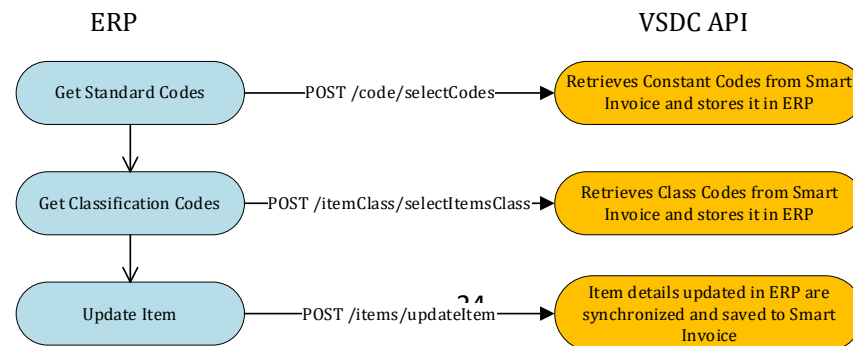 ERP
VSDC API
Get Standard Codes
POST /code/selectCodes
Retrieves Constant Codes from Smart
Invoice and stores it in ERP
Get Classification Codes
POST /itemClass/selectItemsClass
Retrieves Class Codes from Smart
Invoice and stores it in ERP
Update Item
POST /items/updateItem
Item details updated in ERP are
synchronized and saved to Smart
Invoice